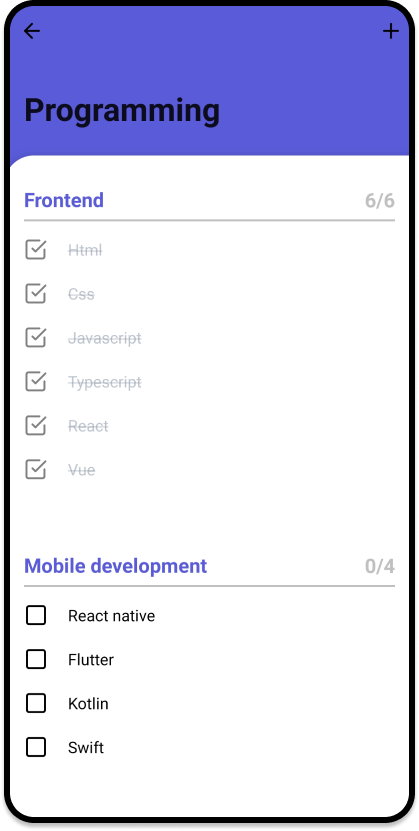 Programming
Frontend 6/6
Html
Css
Javascript
Typescript
React
Vue
Mobile development 0/4
React native
Flutter
Kotlin
Swift